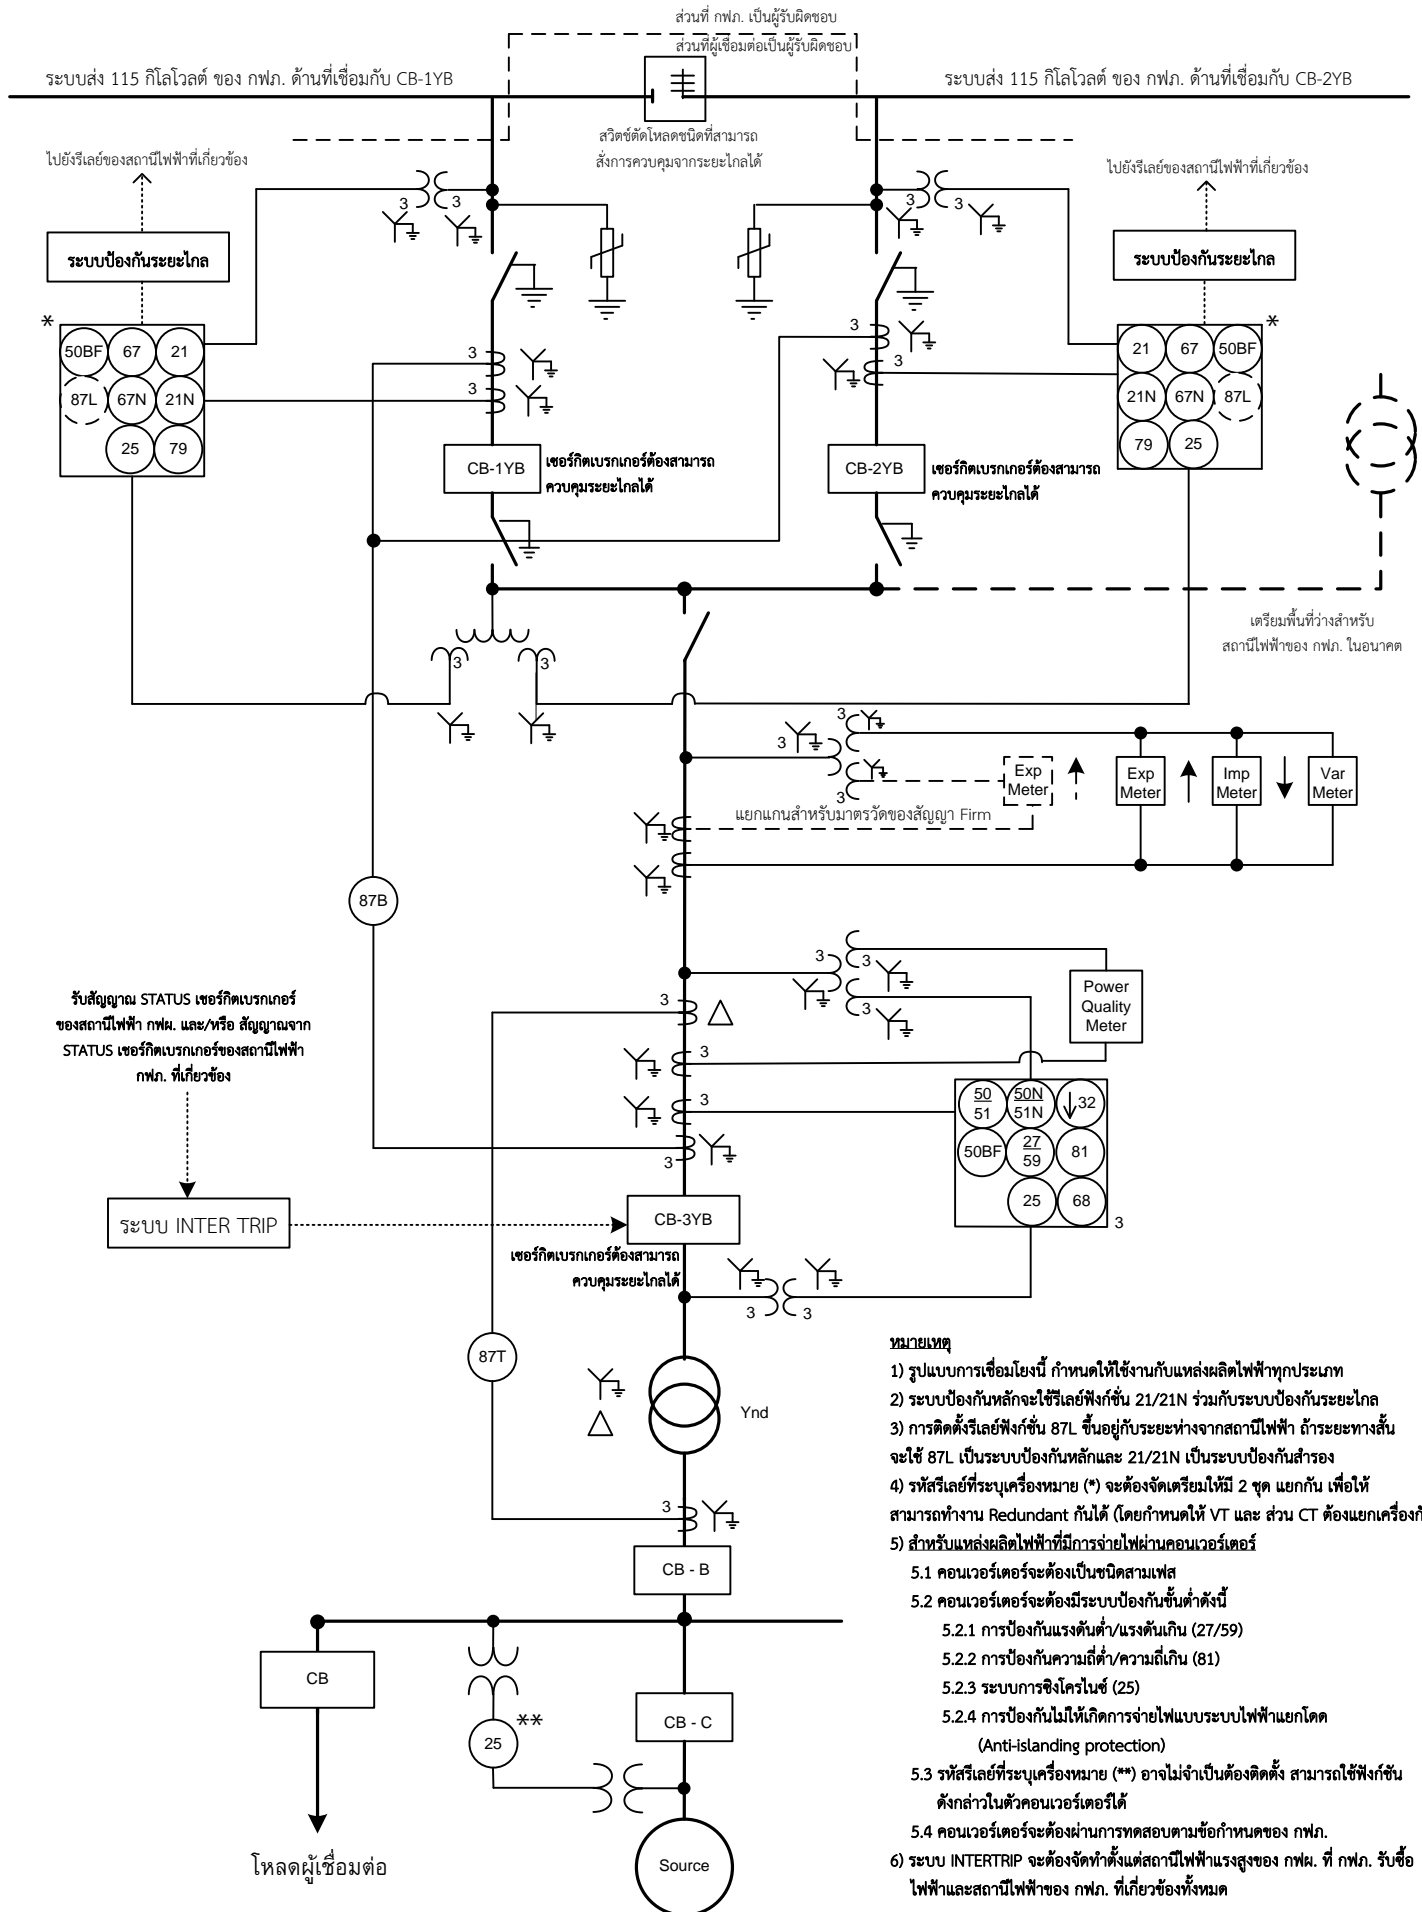 ส่วนที่ กฟภ. เป็นผู้รับผิดชอบ
ส่วนที่ผู้เชื่อมต่อเป็นผู้รับผิดชอบ
ระบบส่ง 115 กิโลโวลต์ ของ กฟภ. ด้านที่เชื่อมกับ CB-1YB
ระบบส่ง 115 กิโลโวลต์ ของ กฟภ. ด้านที่เชื่อมกับ CB-2YB
สวิตช์ตัดโหลดชนิดที่สามารถ
สั่งการควบคุมจากระยะไกลได้
ไปยังรีเลย์ของสถานีไฟฟ้าที่เกี่ยวข้อง
ไปยังรีเลย์ของสถานีไฟฟ้าที่เกี่ยวข้อง
3 3
3 3
ระบบป้องกันระยะไกล
ระบบป้องกันระยะไกล
*
50BF 67 21
87L 67N 21N
25 79
*
21 67 50BF
21N 67N 87L
79 25
3
3
3
3
CB-1YB
เซอร์กิตเบรกเกอร์ต้องสามารถ
ควบคุมระยะไกลได้
CB-2YB
เซอร์กิตเบรกเกอร์ต้องสามารถ
ควบคุมระยะไกลได้
เตรียมพื้นที่ว่างสำหรับ
สถานีไฟฟ้าของ กฟภ. ในอนาคต
3
3
3
3
3
Exp
Meter
Exp
Meter
Imp
Meter
Var
Meter
แยกแกนสำหรับมาตรวัดของสัญญา Firm
87B
3
3
3
Power
Quality
Meter
รับสัญญาณ STATUS เซอร์กิตเบรกเกอร์
ของสถานีไฟฟ้า กฟผ. และ/หรือ สัญญาณจาก
STATUS เซอร์กิตเบรกเกอร์ของสถานีไฟฟ้า
กฟภ. ที่เกี่ยวข้อง
3
3
3
3
50
51
50N
51N
32
50BF
27
59
81
25 68
3
ระบบ INTER TRIP
CB-3YB
เซอร์กิตเบรกเกอร์ต้องสามารถ
ควบคุมระยะไกลได้
3 3
87T
Ynd
3
CB - B
CB
25
**
CB - C
Source
โหลดผู้เชื่อมต่อ
หมายเหตุ
1) รูปแบบการเชื่อมโยงนี้ กำหนดให้ใช้งานกับแหล่งผลิตไฟฟ้าทุกประเภท
2) ระบบป้องกันหลักจะใช้รีเลย์ฟังก์ชั่น 21/21N ร่วมกับระบบป้องกันระยะไกล
3) การติดตั้งรีเลย์ฟังก์ชั่น 87L ขึ้นอยู่กับระยะห่างจากสถานีไฟฟ้า ถ้าระยะทางสั้น
จะใช้ 87L เป็นระบบป้องกันหลักและ 21/21N เป็นระบบป้องกันสำรอง
4) รหัสรีเลย์ที่ระบุเครื่องหมาย (*) จะต้องจัดเตรียมให้มี 2 ชุด แยกกัน เพื่อให้
สามารถทำงาน Redundant กันได้ (โดยกำหนดให้ VT และ ส่วน CT ต้องแยกเครื่องกั
5) สำหรับแหล่งผลิตไฟฟ้าที่มีการจ่ายไฟผ่านคอนเวอร์เตอร์
5.1 คอนเวอร์เตอร์จะต้องเป็นชนิดสามเฟส
5.2 คอนเวอร์เตอร์จะต้องมีระบบป้องกันขั้นต่ำดังนี้
5.2.1 การป้องกันแรงดันต่ำ/แรงดันเกิน (27/59)
5.2.2 การป้องกันความถี่ต่ำ/ความถี่เกิน (81)
5.2.3 ระบบการซิงโครไนซ์ (25)
5.2.4 การป้องกันไม่ให้เกิดการจ่ายไฟแบบระบบไฟฟ้าแยกโดด
(Anti-islanding protection)
5.3 รหัสรีเลย์ที่ระบุเครื่องหมาย (**) อาจไม่จำเป็นต้องติดตั้ง สามารถใช้ฟังก์ชัน
ดังกล่าวในตัวคอนเวอร์เตอร์ได้
5.4 คอนเวอร์เตอร์จะต้องผ่านการทดสอบตามข้อกำหนดของ กฟภ.
6) ระบบ INTERTRIP จะต้องจัดทำตั้งแต่สถานีไฟฟ้าแรงสูงของ กฟผ. ที่ กฟภ. รับซื้อ
ไฟฟ้าและสถานีไฟฟ้าของ กฟภ. ที่เกี่ยวข้องทั้งหมด